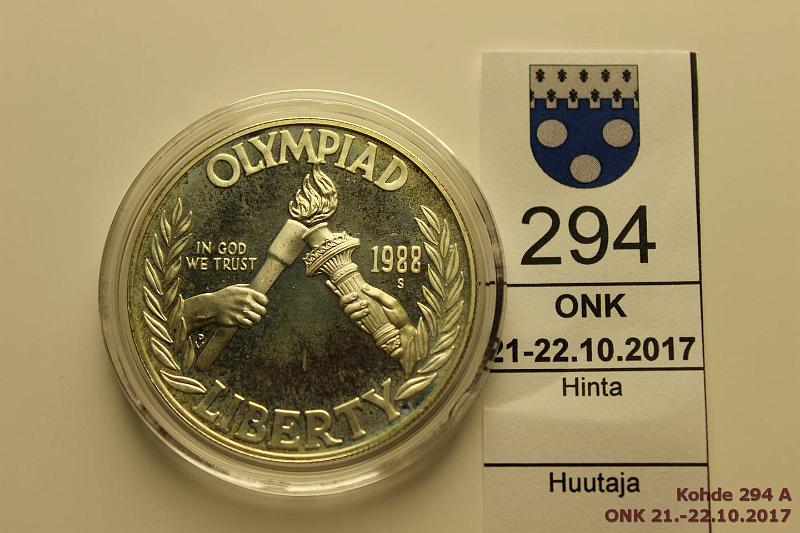 OLYMPIAD
IN GOD
WE TRUST
1988
S
LIBERTY
294
ONK
21-22.10.2017
Hinta
Huutaja
Kohde 294 A
ONK 21.-22.10.2017